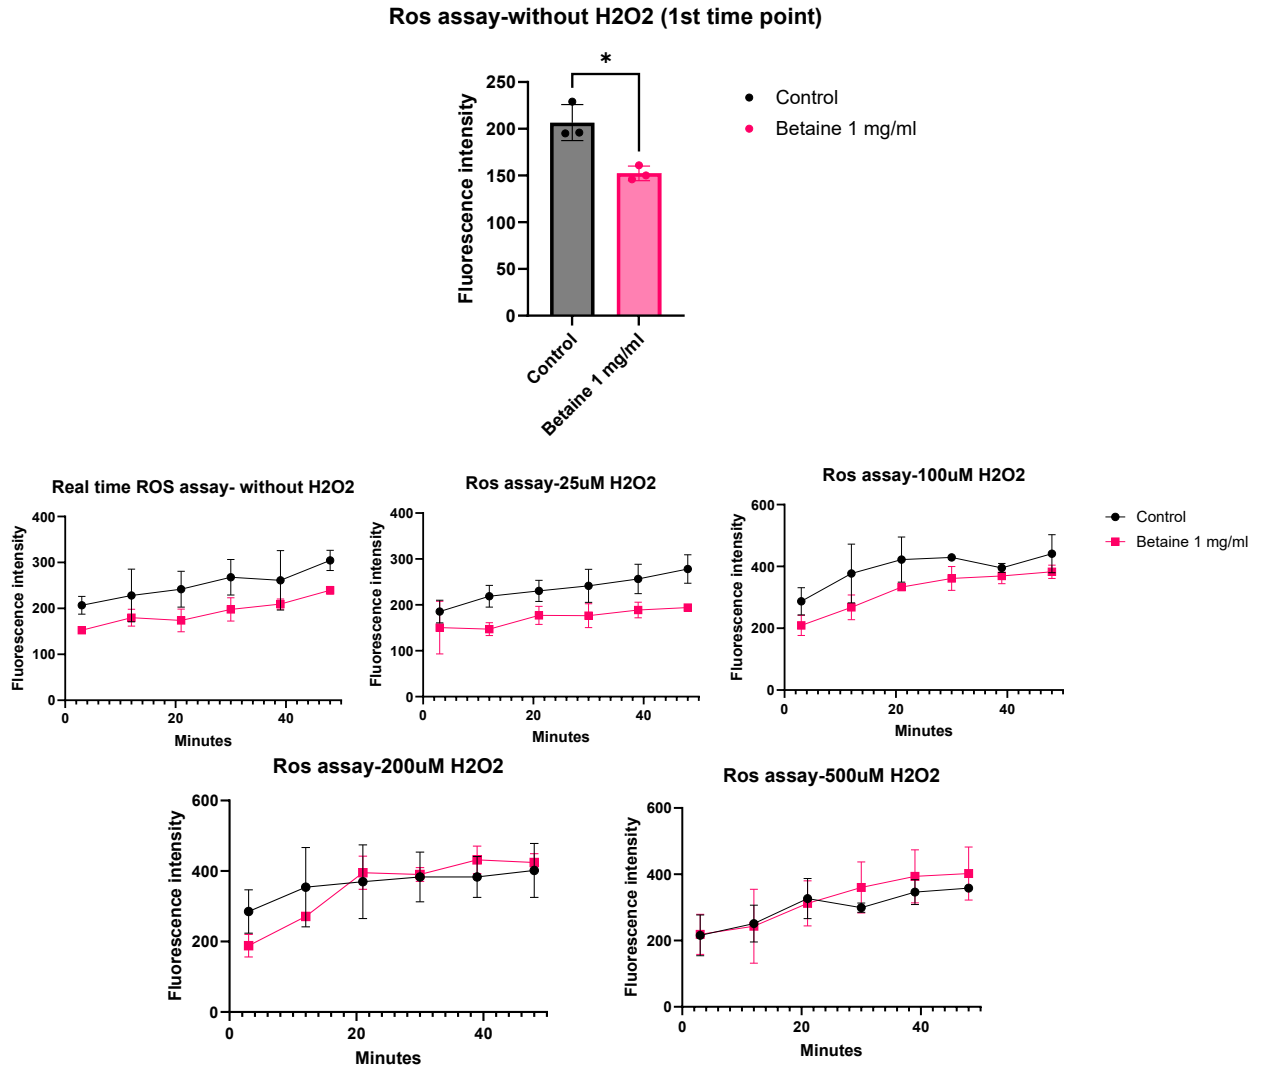 Ros assay-without H2O2 (1st time point)
*
250
200
150
100
50
0
Fluorescence intensity
Control
Betaine 1 mg/ml
Control
Betaine 1 mg/ml
Real time ROS assay- without H2O2
400
300
200
100
0
Fluorescence intensity
0 20 40
Minutes
Ros assay-25uM H2O2
400
300
200
100
0
Fluorescence intensity
0 20 40
Minutes
Ros assay-100uM H2O2
600
400
200
0
Fluorescence intensity
0 20 40
Minutes
Control
Betaine 1 mg/ml
Ros assay-200uM H2O2
600
400
200
0
Fluorescence intensity
0 20 40
Minutes
Ros assay-500uM H2O2
600
400
200
0
Fluorescence intensity
0 20 40
Minutes